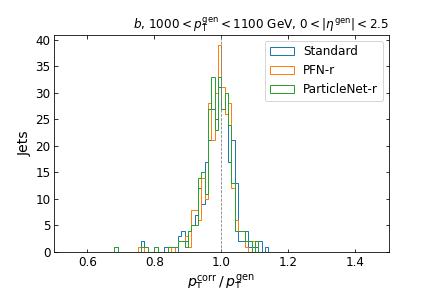 b, 1000 < p_T^gen < 1100 GeV, 0 < |η^gen| < 2.5
Standard
PFN-r
ParticleNet-r
Jets
40
35
30
25
20
15
10
5
0
0.6 0.8 1.0 1.2 1.4
p_T^corr / p_T^gen